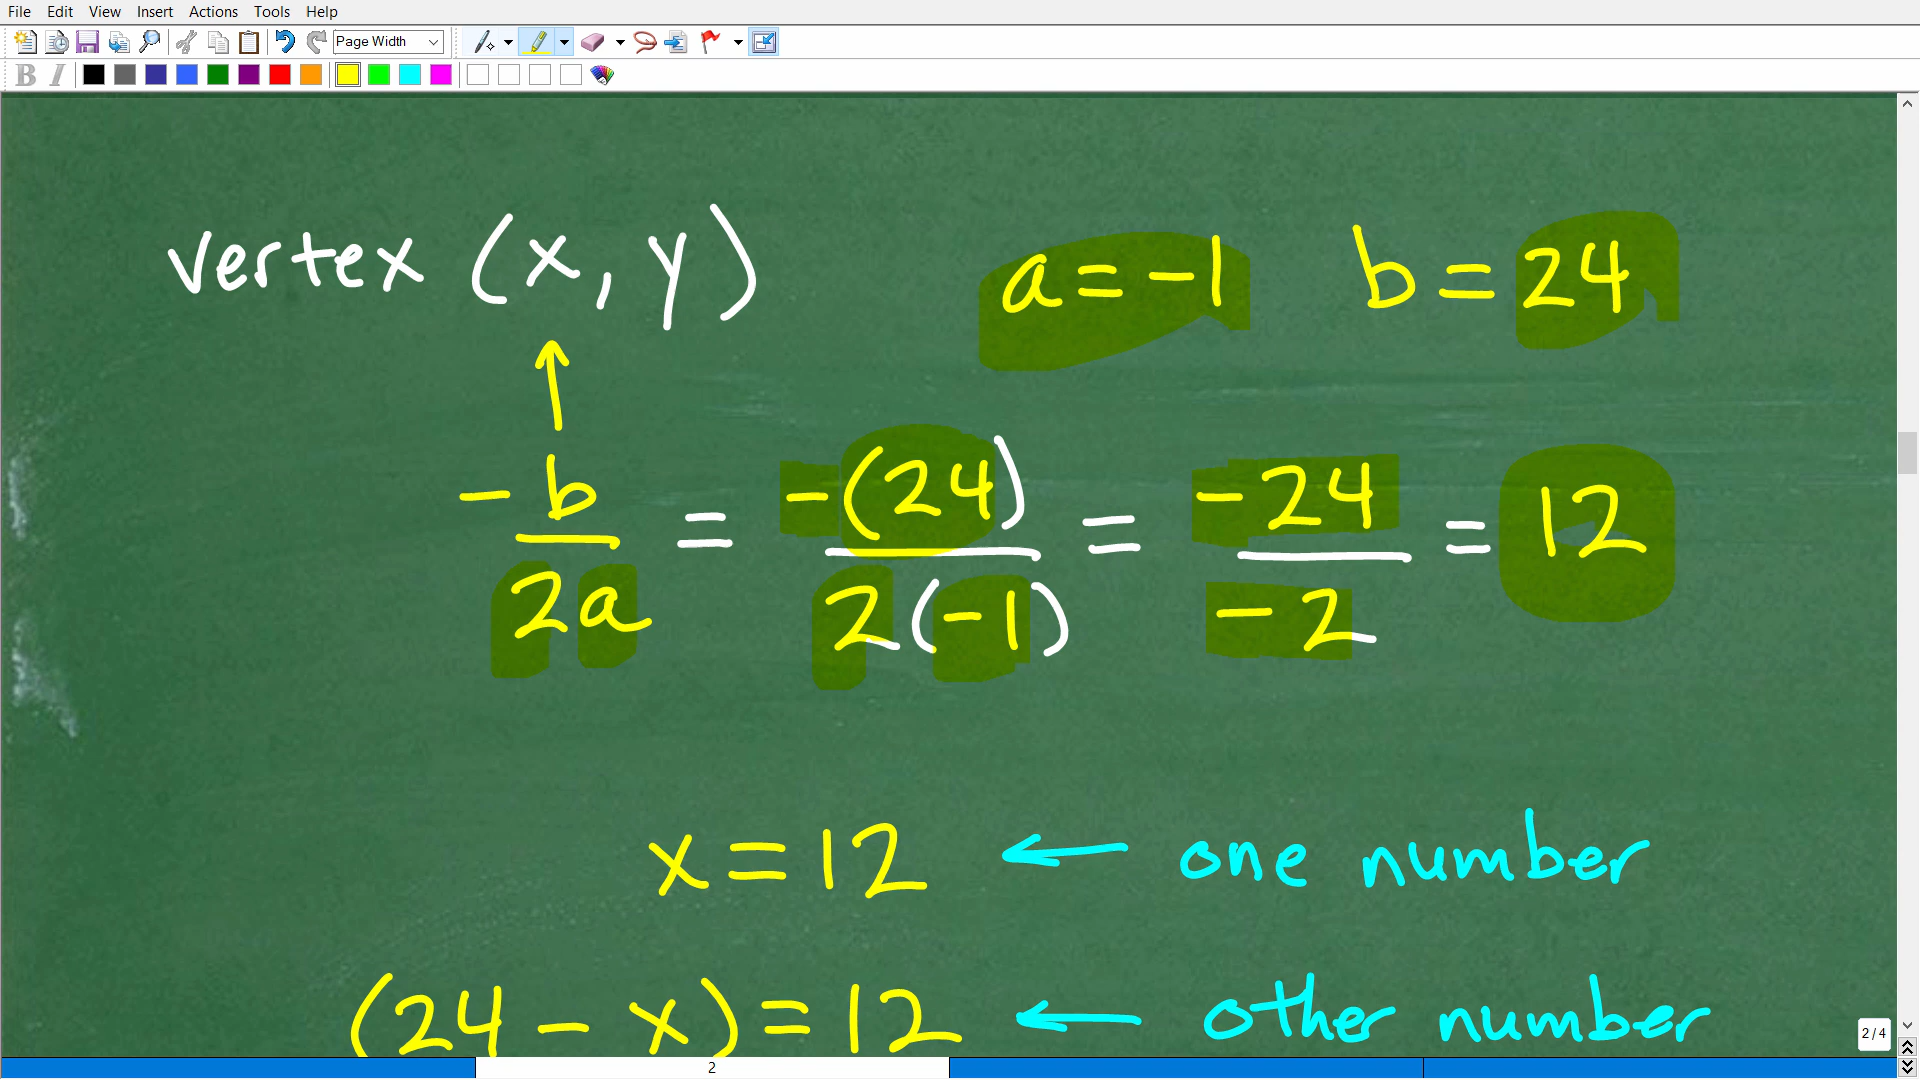 File Edit View Insert Actions Tools Help
Page Width
B I
vertex (x, y) a = -1 b = 24
-b/2a = -(24)/2(-1) = -24/-2 = 12
x = 12 ← one number
(24 - x) = 12 ← other number
2 / 4
2